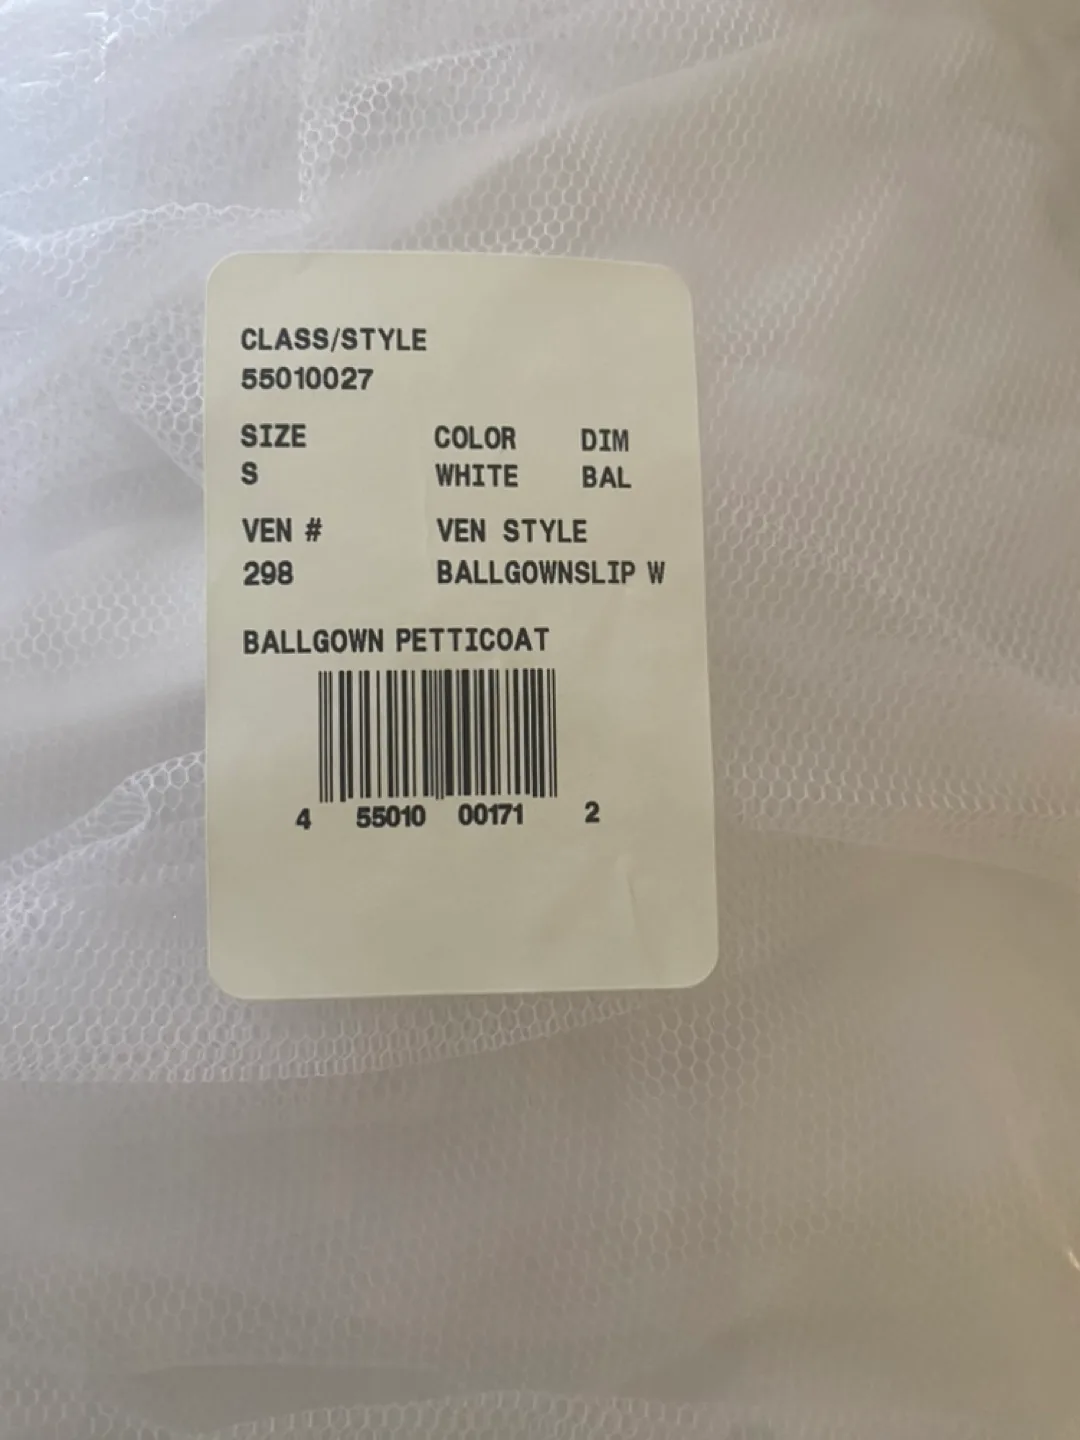 CLASS/STYLE
55010027
SIZE COLOR DIM
S WHITE BAL
VEN # VEN STYLE
298 BALLGOWNSLIP W
BALLGOWN PETTICOAT
4 55010 00171 2